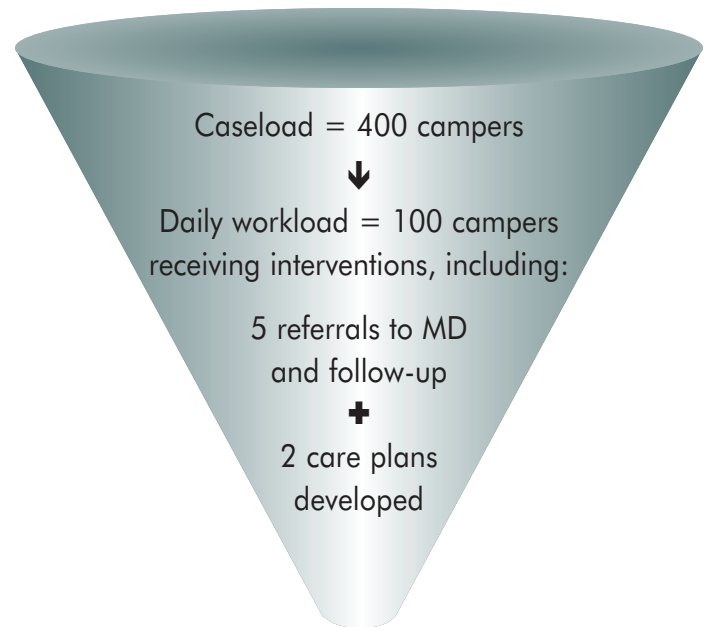 Caseload = 400 campers
↓
Daily workload = 100 campers
receiving interventions, including:
5 referrals to MD
and follow-up
+
2 care plans
developed